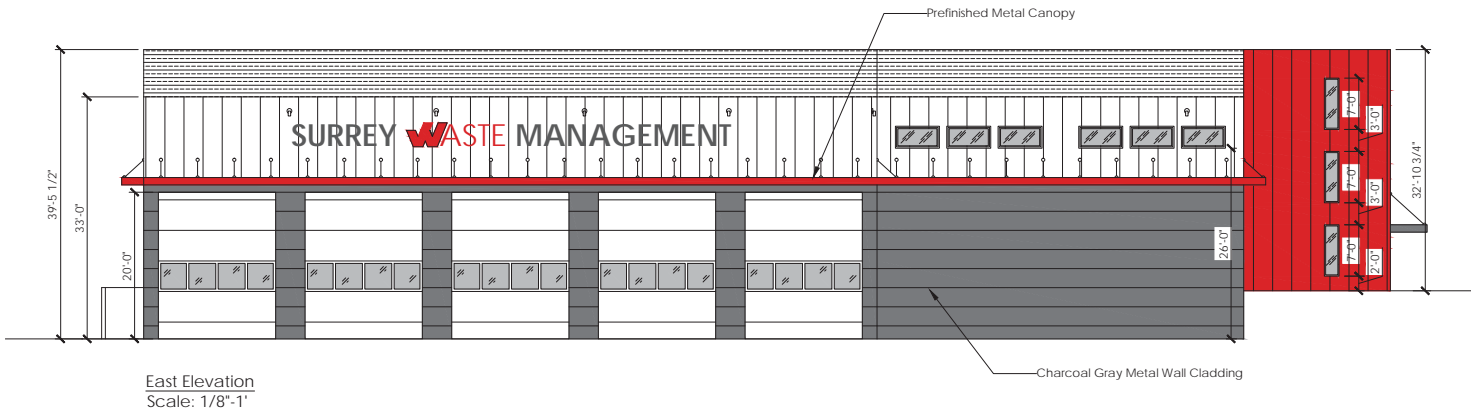 Prefinished Metal Canopy
SURREY WASTE MANAGEMENT
39'-5 1/2"
33'-0"
20'-0"
26'-0"
7'-0"
3'-0"
7'-0"
3'-0"
7'-0"
2'-0"
32'-10 3/4"
Charcoal Gray Metal Wall Cladding
East Elevation
Scale: 1/8"-1'